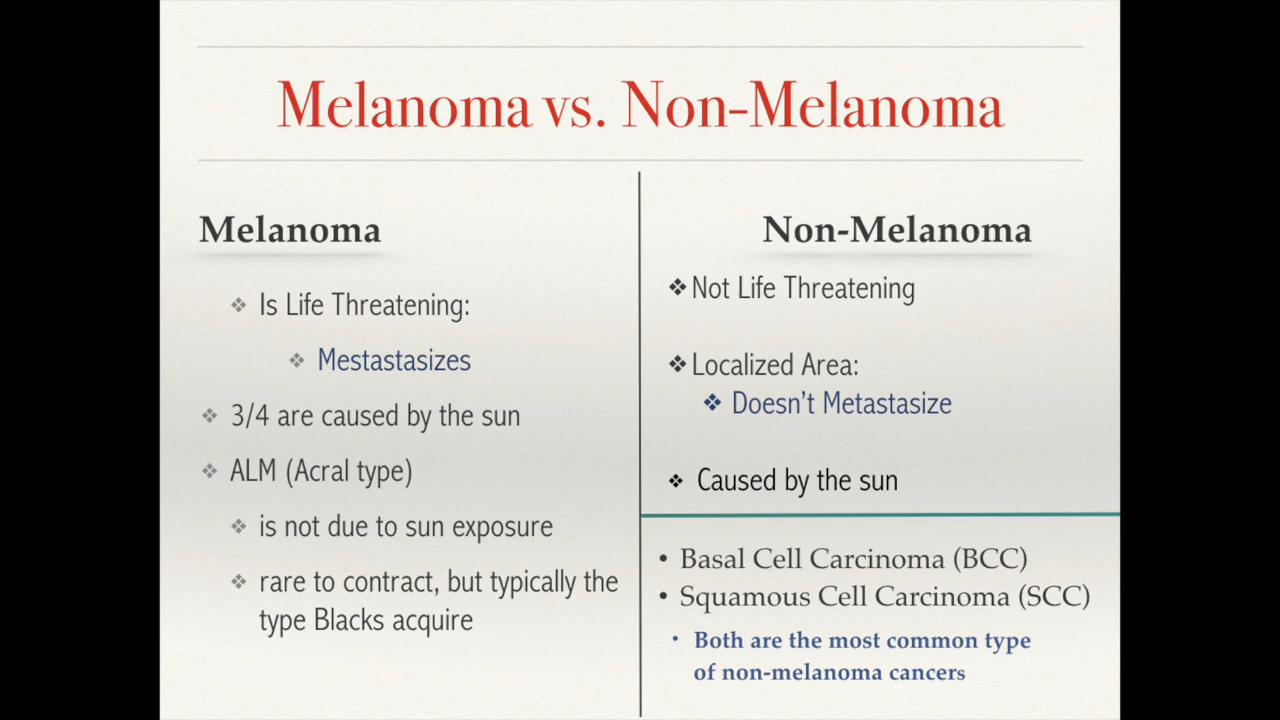 Melanoma vs. Non-Melanoma
Melanoma
❖ Is Life Threatening:
❖ Mestastasizes
❖ 3/4 are caused by the sun
❖ ALM (Acral type)
❖ is not due to sun exposure
❖ rare to contract, but typically the
type Blacks acquire
Non-Melanoma
❖ Not Life Threatening
❖ Localized Area:
❖ Doesn’t Metastasize
❖ Caused by the sun
• Basal Cell Carcinoma (BCC)
• Squamous Cell Carcinoma (SCC)
• Both are the most common type
of non-melanoma cancers